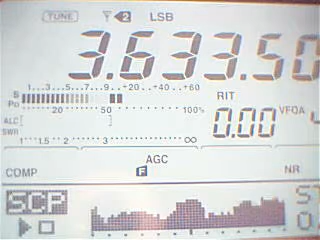 TUNE 2 LSB
3.633.50
S 1...3....5....7...9..+20..+40..+60
Po 20 50 100% RIT
ALC 0.00 VFOA
SWR
1 1.5 2 3 ∞
AGC
COMP F NR
SCP